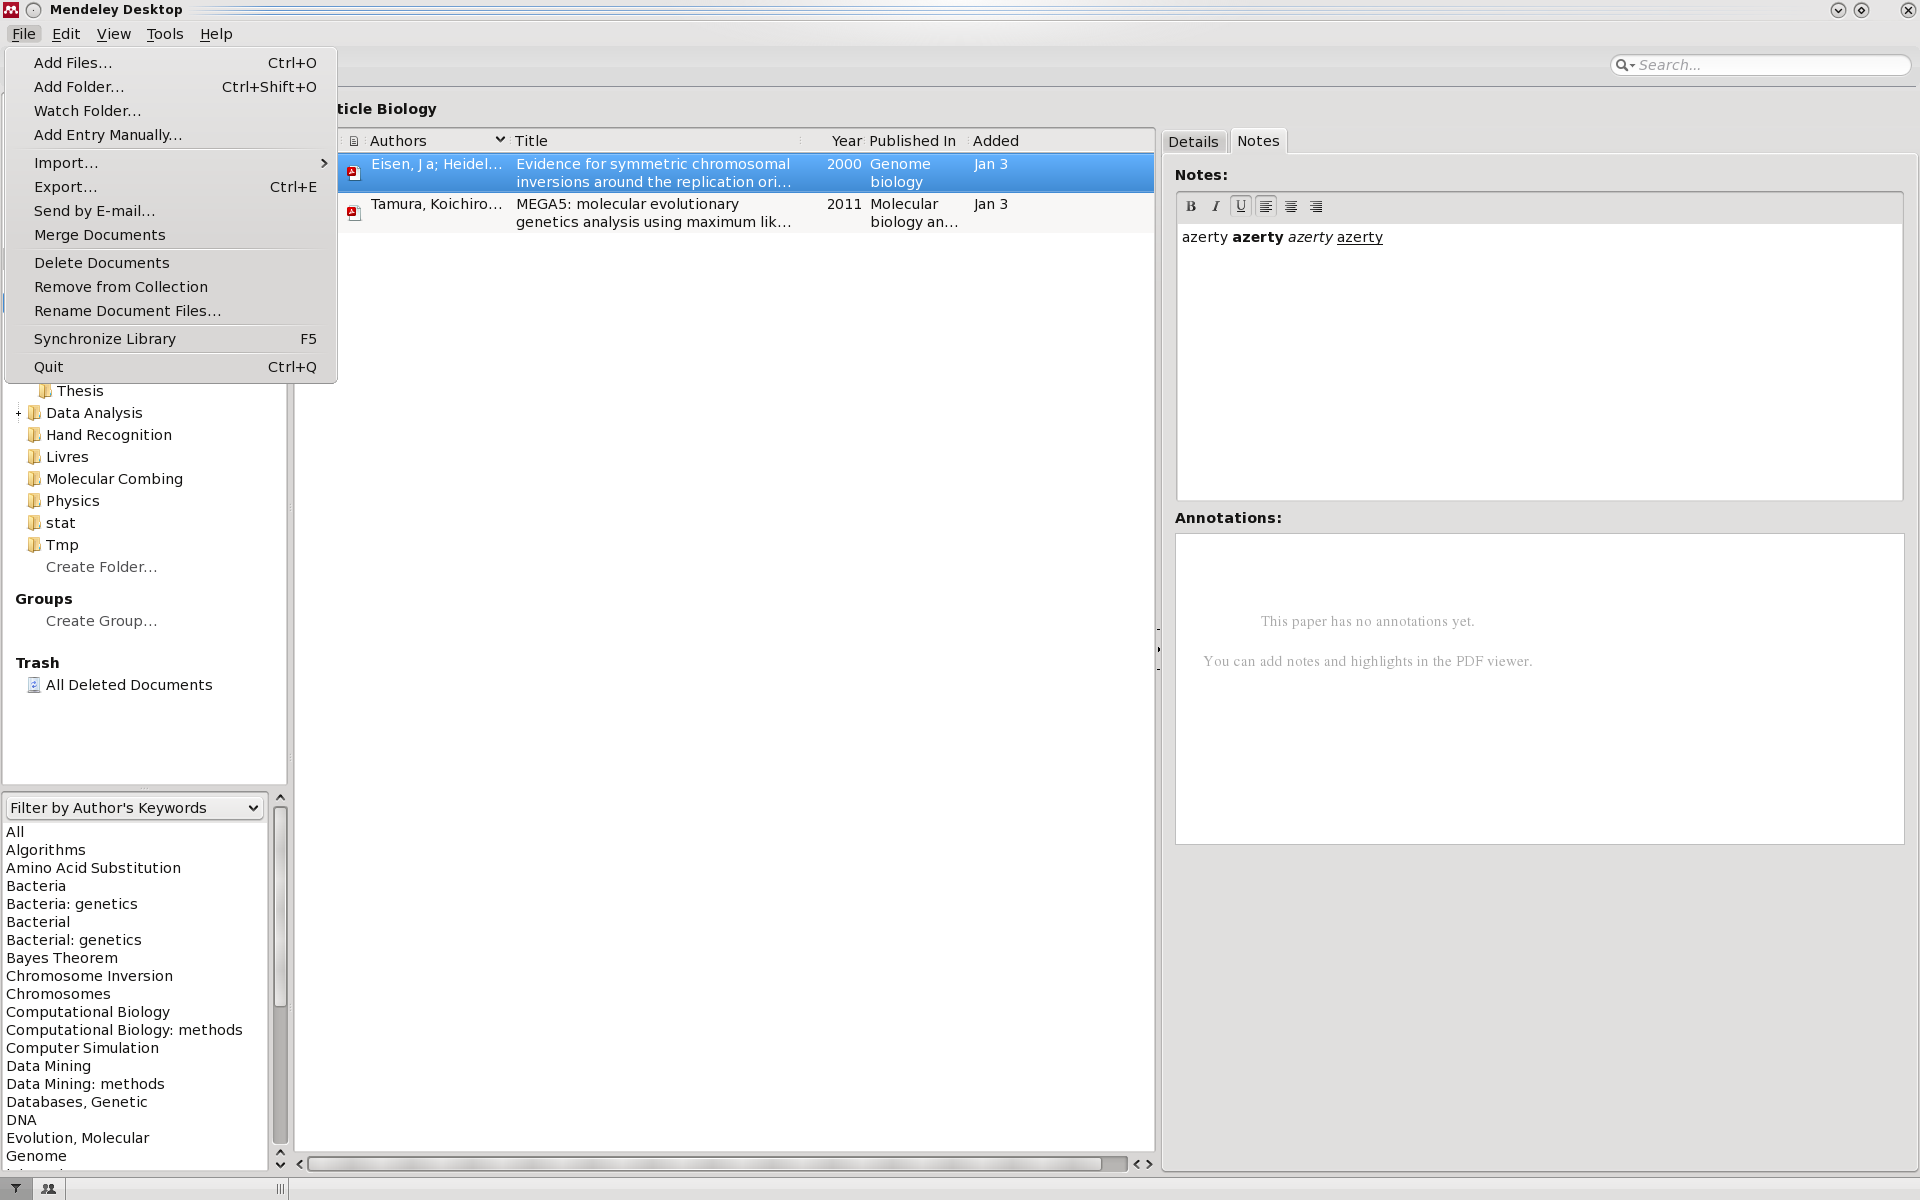 Mendeley Desktop
File Edit View Tools Help
Add Files... Ctrl+O
Add Folder... Ctrl+Shift+O
Watch Folder...
Add Entry Manually...
Import...
Export... Ctrl+E
Send by E-mail...
Merge Documents
Delete Documents
Remove from Collection
Rename Document Files...
Synchronize Library F5
Quit Ctrl+Q
Thesis
Data Analysis
Hand Recognition
Livres
Molecular Combing
Physics
stat
Tmp
Create Folder...
Groups
Create Group...
Trash
All Deleted Documents
Filter by Author's Keywords
All
Algorithms
Amino Acid Substitution
Bacteria
Bacteria: genetics
Bacterial
Bacterial: genetics
Bayes Theorem
Chromosome Inversion
Chromosomes
Computational Biology
Computational Biology: methods
Computer Simulation
Data Mining
Data Mining: methods
Databases, Genetic
DNA
Evolution, Molecular
Genome
ticle Biology
Authors Title Year Published In Added
Eisen, J a; Heidel... Evidence for symmetric chromosomal 2000 Genome Jan 3
inversions around the replication ori... biology
Tamura, Koichiro... MEGA5: molecular evolutionary 2011 Molecular Jan 3
genetics analysis using maximum lik... biology an...
Search...
Details Notes
Notes:
B I U
azerty azerty azerty azerty
Annotations:
This paper has no annotations yet.
You can add notes and highlights in the PDF viewer.